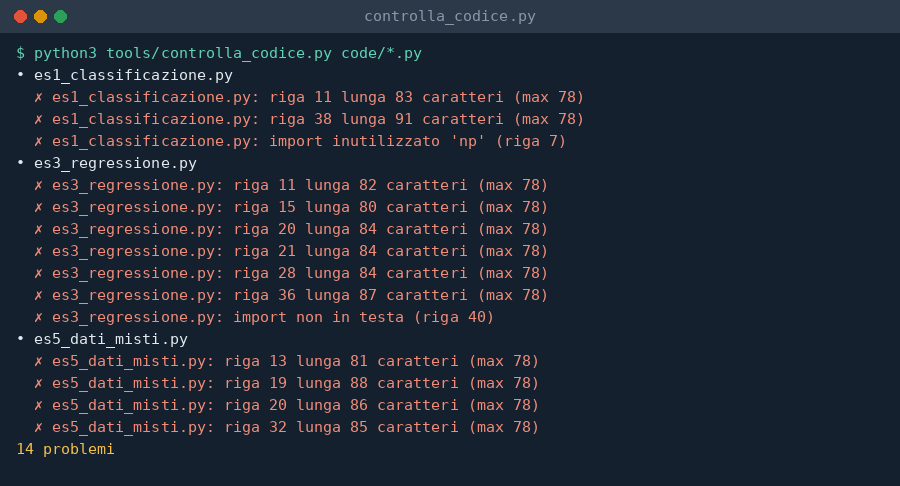 controlla_codice.py
$ python3 tools/controlla_codice.py code/*.py
• es1_classificazione.py
✗ es1_classificazione.py: riga 11 lunga 83 caratteri (max 78)
✗ es1_classificazione.py: riga 38 lunga 91 caratteri (max 78)
✗ es1_classificazione.py: import inutilizzato 'np' (riga 7)
• es3_regressione.py
✗ es3_regressione.py: riga 11 lunga 82 caratteri (max 78)
✗ es3_regressione.py: riga 15 lunga 80 caratteri (max 78)
✗ es3_regressione.py: riga 20 lunga 84 caratteri (max 78)
✗ es3_regressione.py: riga 21 lunga 84 caratteri (max 78)
✗ es3_regressione.py: riga 28 lunga 84 caratteri (max 78)
✗ es3_regressione.py: riga 36 lunga 87 caratteri (max 78)
✗ es3_regressione.py: import non in testa (riga 40)
• es5_dati_misti.py
✗ es5_dati_misti.py: riga 13 lunga 81 caratteri (max 78)
✗ es5_dati_misti.py: riga 19 lunga 88 caratteri (max 78)
✗ es5_dati_misti.py: riga 20 lunga 86 caratteri (max 78)
✗ es5_dati_misti.py: riga 32 lunga 85 caratteri (max 78)
14 problemi